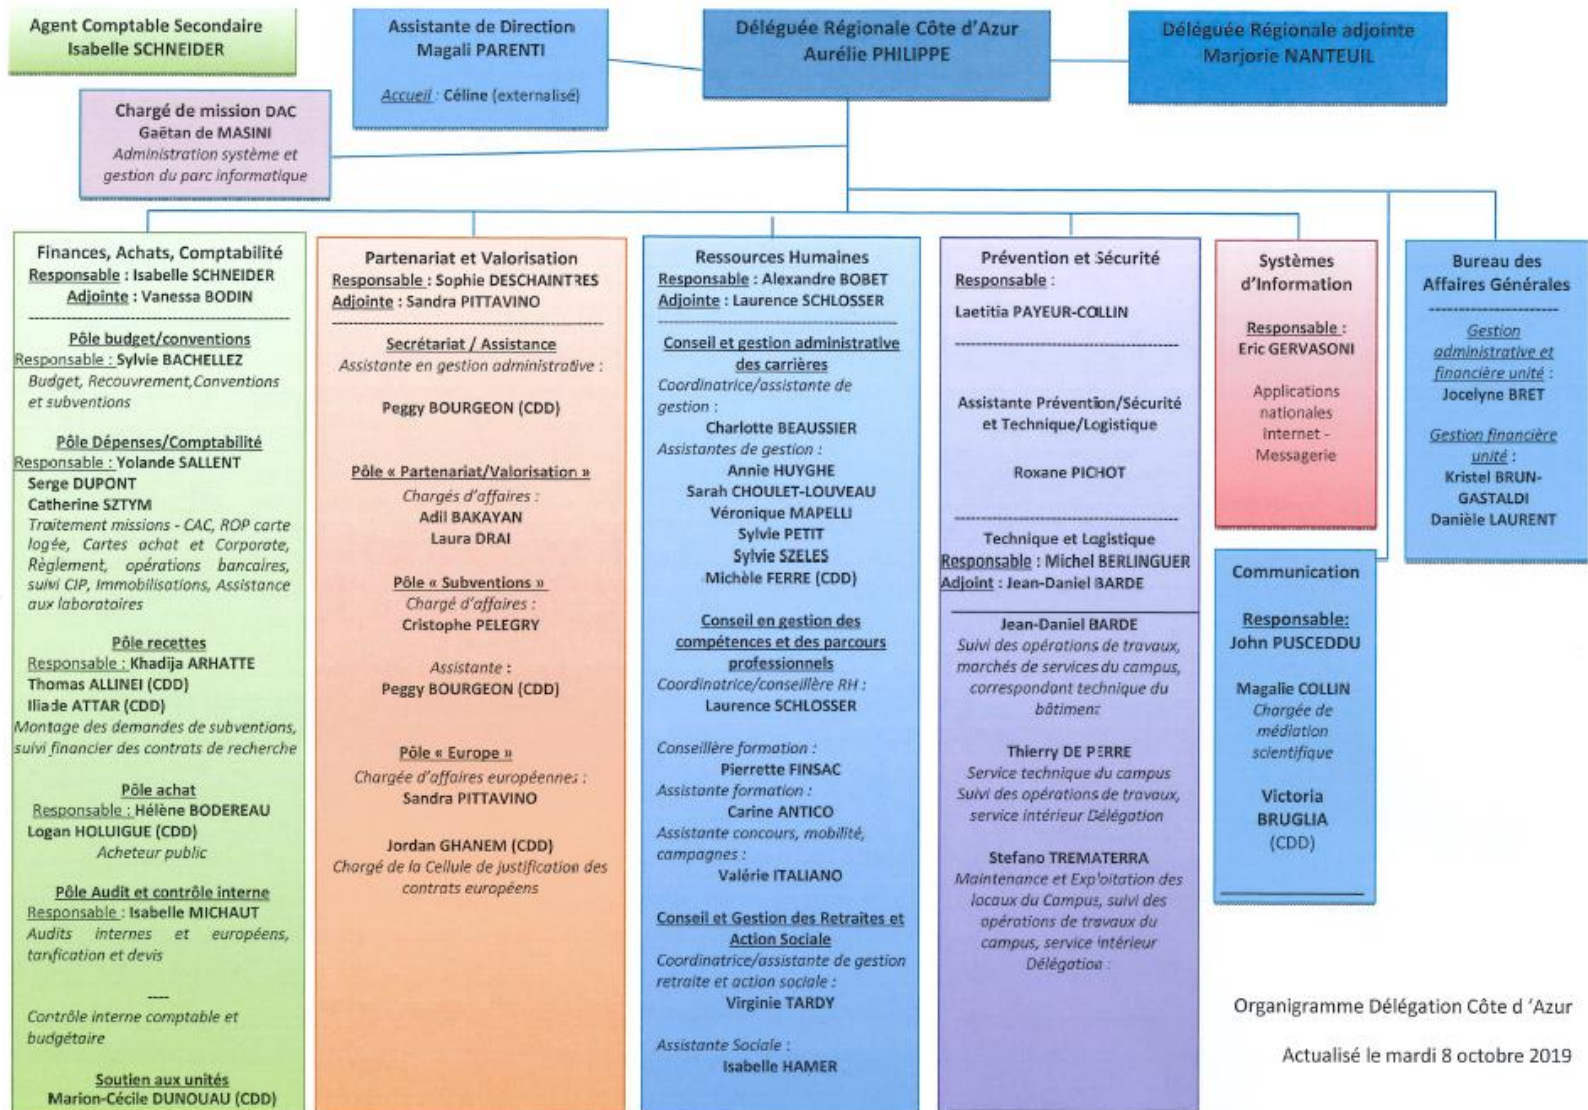 Agent Comptable Secondaire
Isabelle SCHNEIDER
Assistante de Direction
Magali PARENTI
Accueil : Céline (externalisé)
Déléguée Régionale Côte d'Azur
Aurélie PHILIPPE
Déléguée Régionale adjointe
Marjorie NANTEUIL
Chargé de mission DAC
Gaëtan de MASINI
Administration système et
gestion du parc informatique
Finances, Achats, Comptabilité
Responsable : Isabelle SCHNEIDER
Adjointe : Vanessa BODIN
Pôle budget/conventions
Responsable : Sylvie BACHELLEZ
Budget, Recouvrement,Conventions
et subventions
Pôle Dépenses/Comptabilité
Responsable : Yolande SALLENT
Serge DUPONT
Catherine SZTYM
Traitement missions - CAC, ROP carte
logée, Cartes achat et Corporate,
Règlement, opérations bancaires,
suivi CIP, Immobilisations, Assistance
aux laboratoires
Pôle recettes
Responsable : Khadija ARHATTE
Thomas ALLINEI (CDD)
Iliade ATTAR (CDD)
Montage des demandes de subventions,
suivi financier des contrats de recherche
Pôle achat
Responsable : Hélène BODEREAU
Logan HOLUIGUE (CDD)
Acheteur public
Pôle Audit et contrôle interne
Responsable : Isabelle MICHAUT
Audits internes et européens,
tarification et devis
----
Contrôle interne comptable et
budgétaire
Soutien aux unités
Marion-Cécile DUNOUAU (CDD)
Partenariat et Valorisation
Responsable : Sophie DESCHAINTRES
Adjointe : Sandra PITTAVINO
Secrétariat / Assistance
Assistante en gestion administrative :
Peggy BOURGEON (CDD)
Pôle « Partenariat/Valorisation »
Chargés d'affaires :
Adil BAKAYAN
Laura DRAI
Pôle « Subventions »
Chargé d'affaires :
Cristophe PELEGRY
Assistante :
Peggy BOURGEON (CDD)
Pôle « Europe »
Chargée d'affaires européennes :
Sandra PITTAVINO
Jordan GHANEM (CDD)
Chargé de la Cellule de justification des
contrats européens
Ressources Humaines
Responsable : Alexandre BOBET
Adjointe : Laurence SCHLOSSER
Conseil et gestion administrative
des carrières
Coordinatrice/assistante de
gestion :
Charlotte BEAUSSIER
Assistantes de gestion :
Annie HUYGHE
Sarah CHOULET-LOUVEAU
Véronique MAPELLI
Sylvie PETIT
Sylvie SZELES
Michèle FERRE (CDD)
Conseil en gestion des
compétences et des parcours
professionnels
Coordinatrice/conseillère RH :
Laurence SCHLOSSER
Conseillère formation :
Pierrette FINSAC
Assistante formation :
Carine ANTICO
Assistante concours, mobilité,
campagnes :
Valérie ITALIANO
Conseil et Gestion des Retraites et
Action Sociale
Coordinatrice/assistante de gestion
retraite et action sociale :
Virginie TARDY
Assistante Sociale :
Isabelle HAMER
Prévention et Sécurité
Responsable :
Laetitia PAYEUR-COLLIN
Assistante Prévention/Sécurité
et Technique/Logistique
Roxane PICHOT
Technique et Logistique
Responsable : Michel BERLINGUER
Adjoint : Jean-Daniel BARDE
Jean-Daniel BARDE
Suivi des opérations de travaux,
marchés de services du campus,
correspondant technique du
bâtiment
Thierry DE PERRE
Service technique du campus
Suivi des opérations de travaux,
service intérieur Délégation
Stefano TREMATERRA
Maintenance et Exploitation des
locaux du Campus, suivi des
opérations de travaux du
campus, service intérieur
Délégation :
Systèmes
d'Information
Responsable :
Eric GERVASONI
Applications
nationales
Internet -
Messagerie
Bureau des
Affaires Générales
Gestion
administrative et
financière unité :
Jocelyne BRET
Gestion financière
unité :
Kristel BRUN-
GASTALDI
Danièle LAURENT
Communication
Responsable:
John PUSCEDDU
Magalie COLLIN
Chargée de
médiation
scientifique
Victoria
BRUGLIA
(CDD)
Organigramme Délégation Côte d 'Azur
Actualisé le mardi 8 octobre 2019